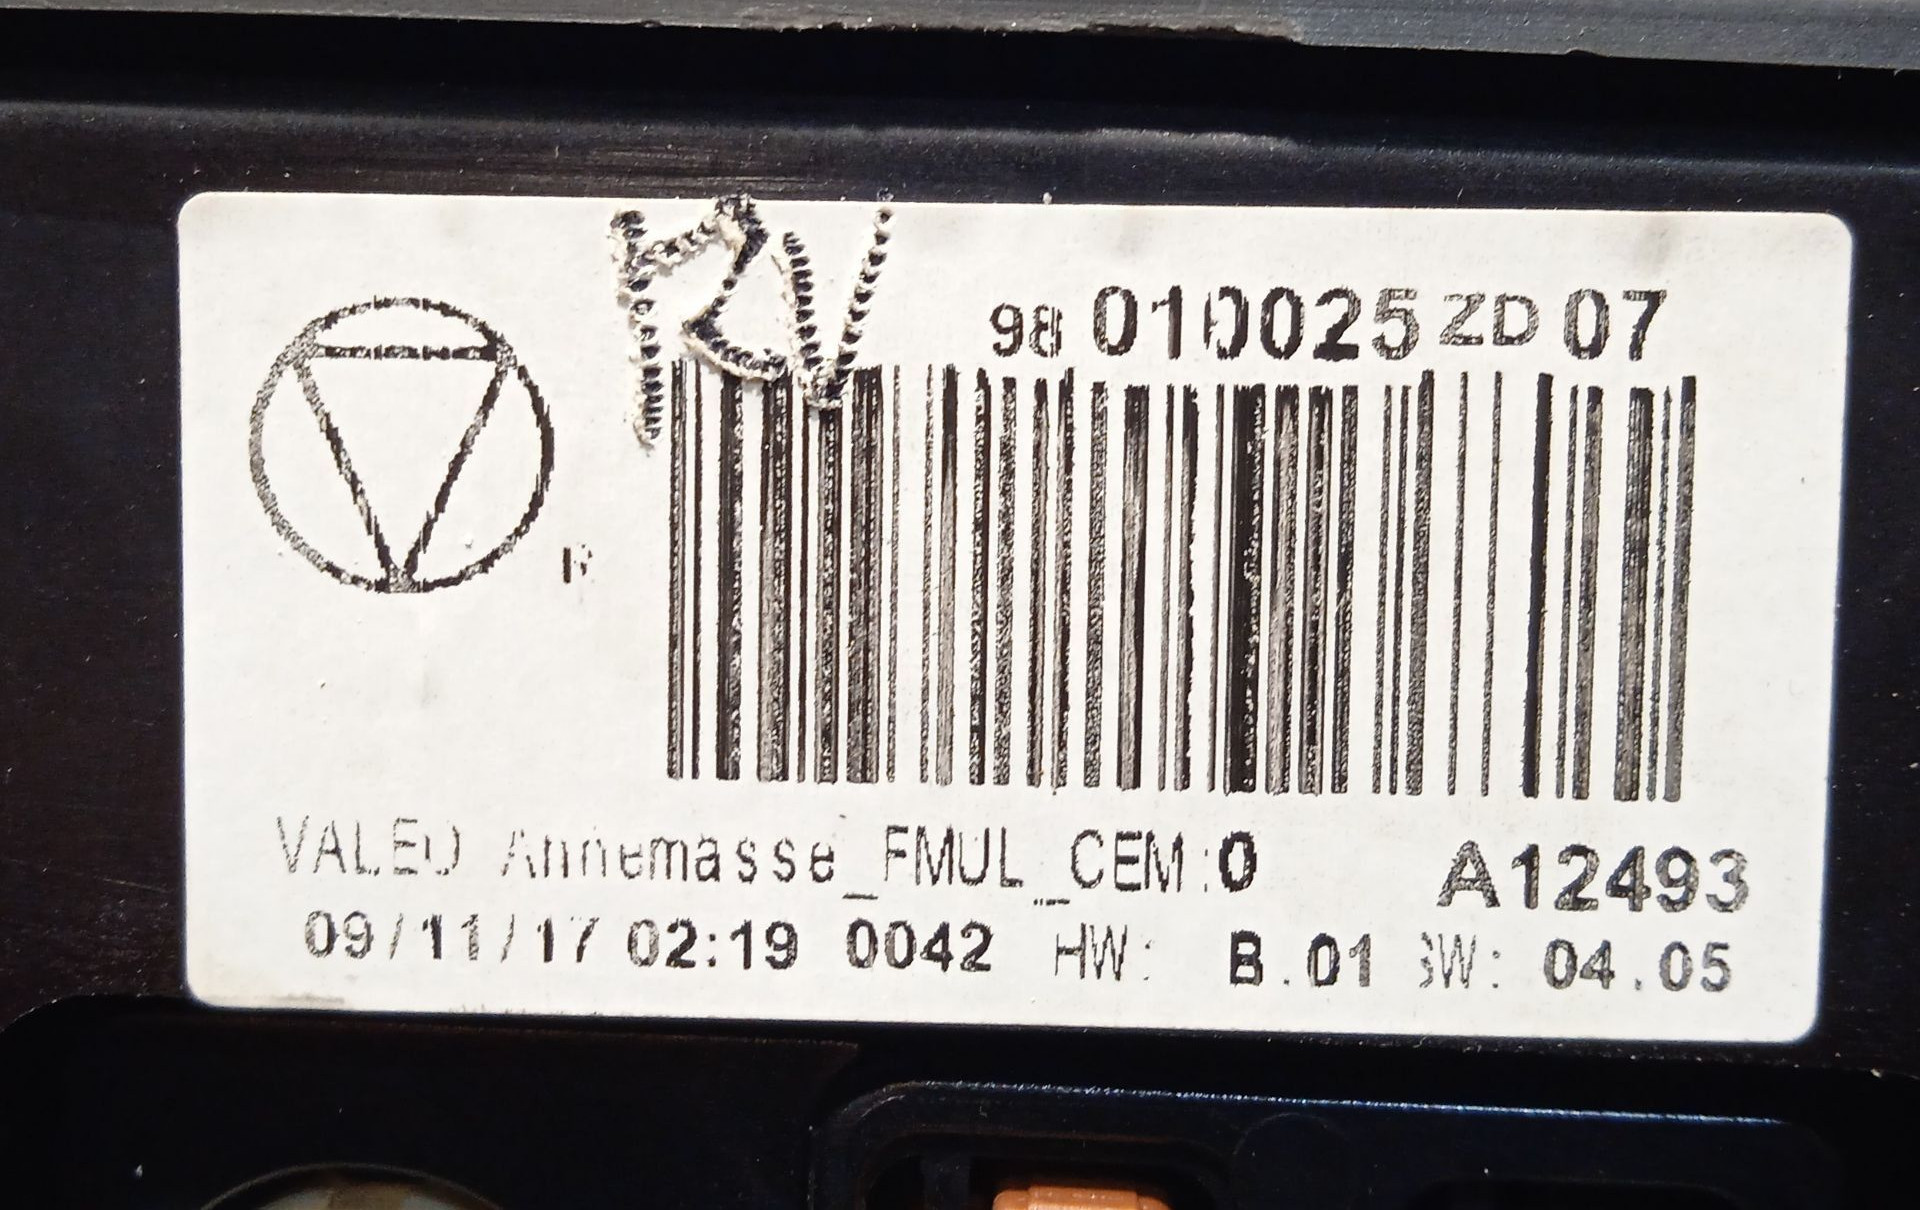 RV
98 010025 ZD 07
R
VALEO Annemasse_FMUL_CEM:0 A12493
09/11/17 02:19 0042 HW: B.01 SW: 04.05